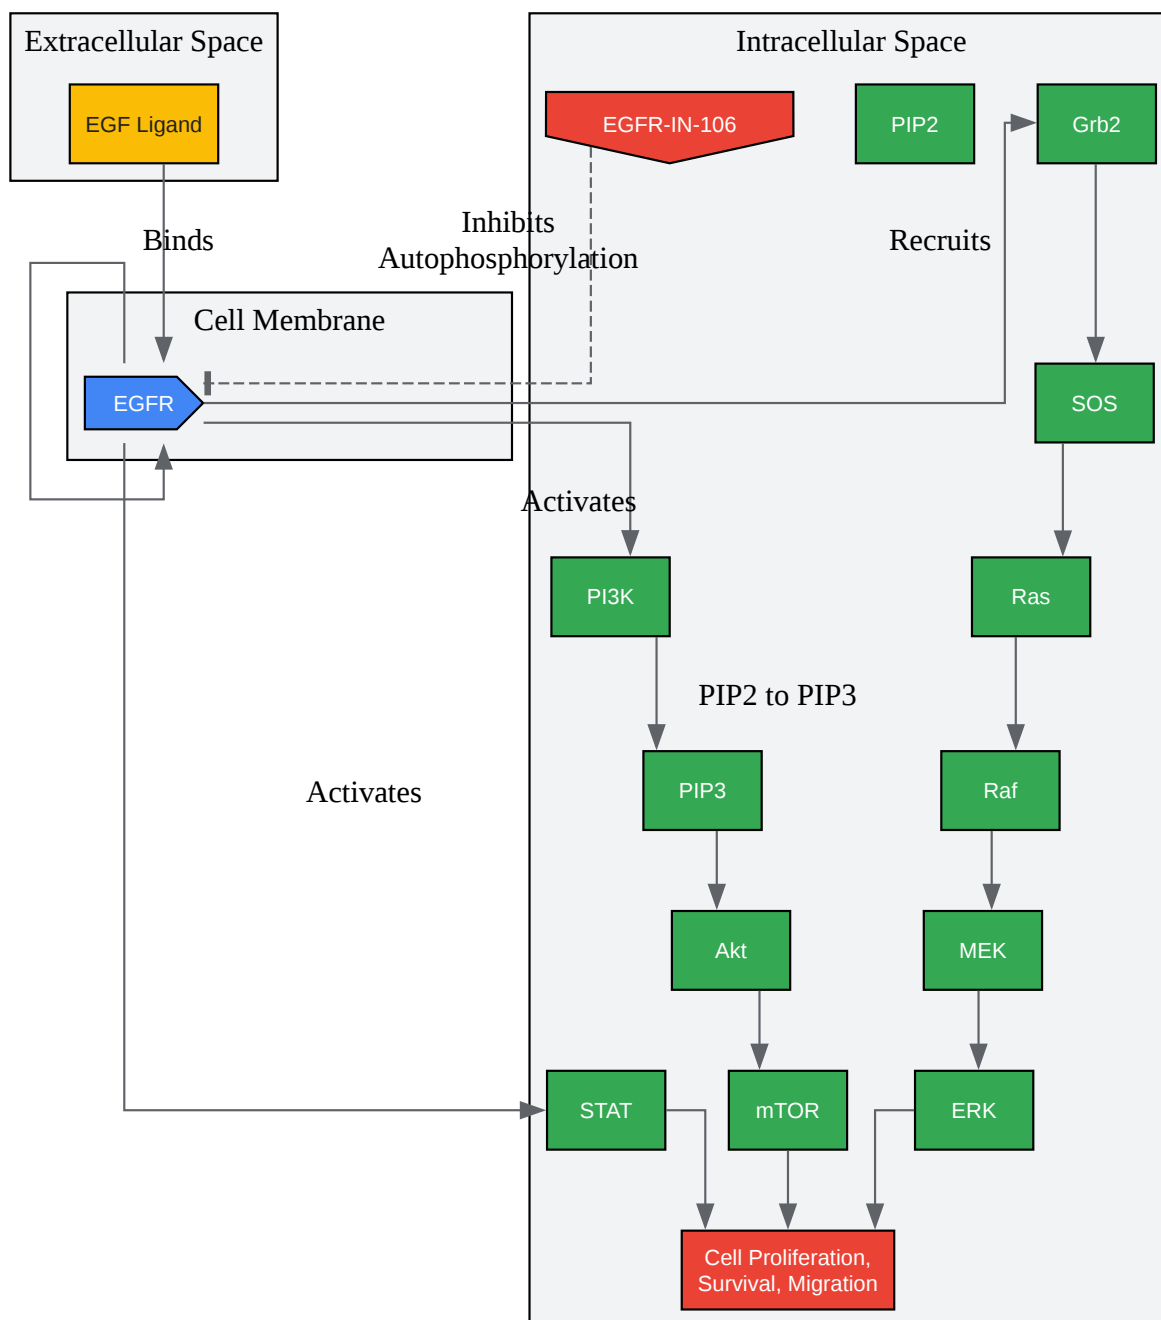 Extracellular Space
Intracellular Space
EGF Ligand
EGFR-IN-106
PIP2
Grb2
Binds
Inhibits
Autophosphorylation
Recruits
Cell Membrane
EGFR
SOS
Activates
PI3K
Ras
PIP2 to PIP3
PIP3
Raf
Activates
Akt
MEK
STAT
mTOR
ERK
Cell Proliferation,
Survival, Migration